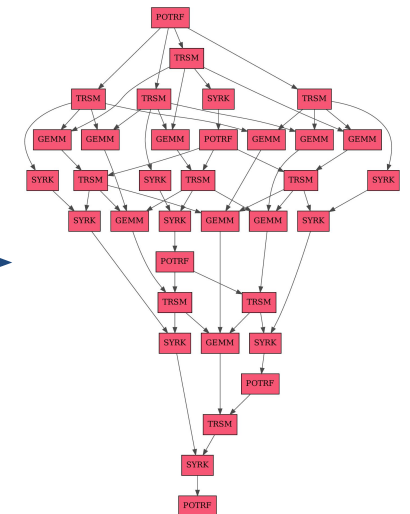 POTRF
TRSM
TRSM TRSM SYRK TRSM
GEMM GEMM GEMM POTRF GEMM GEMM GEMM
SYRK TRSM SYRK TRSM TRSM SYRK
SYRK GEMM SYRK GEMM GEMM SYRK
POTRF
TRSM TRSM
SYRK GEMM SYRK
POTRF
TRSM
SYRK
POTRF